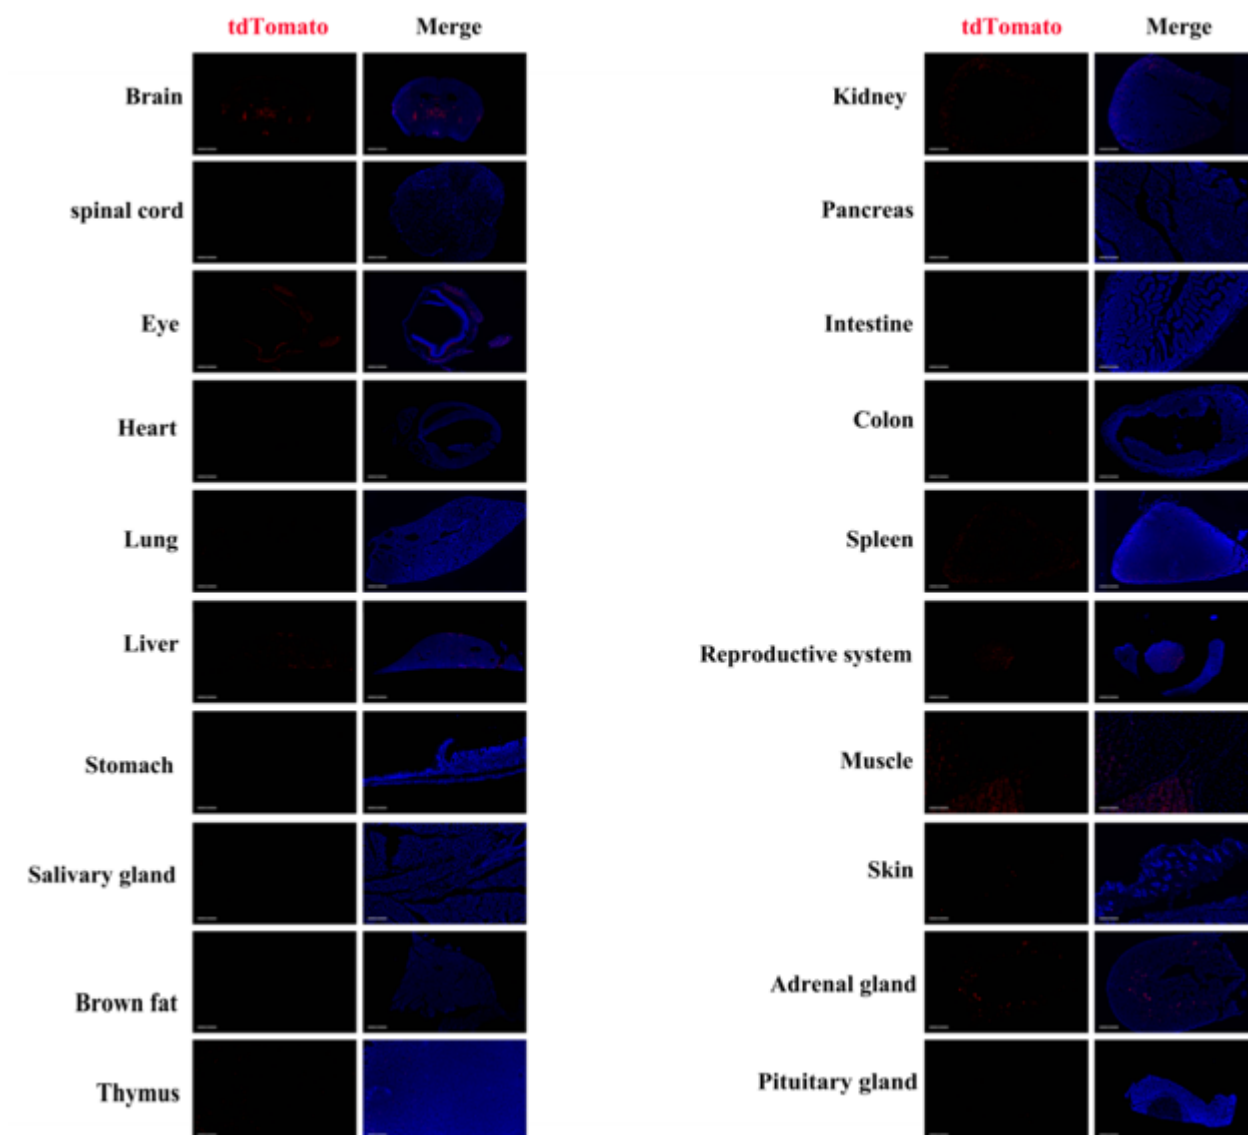 tdTomato Merge tdTomato Merge
Brain Kidney
spinal cord Pancreas
Eye Intestine
Heart Colon
Lung Spleen
Liver Reproductive system
Stomach Muscle
Salivary gland Skin
Brown fat Adrenal gland
Thymus Pituitary gland